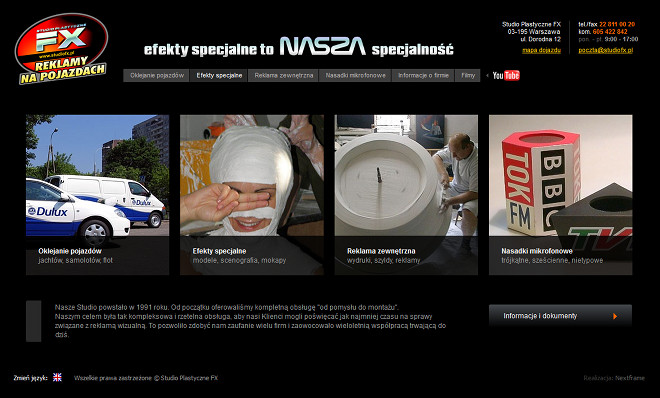 STUDIO PLASTYCZNE
FX
www.studiofx.pl
REKLAMY
NA POJAZDACH
efekty specjalne to NASZA specjalność
Studio Plastyczne FX
03-195 Warszawa
ul. Dorodna 12
mapa dojazdu
tel./fax 22 811 00 20
kom. 605 422 842
pon. - pt. 9:00 - 17:00
poczta@studiofx.pl
Oklejanie pojazdów
Efekty specjalne
Reklama zewnętrzna
Nasadki mikrofonowe
Informacje o firmie
Filmy
YouTube
Dulux
Dulux
TOK
FM
BBC
TV
Oklejanie pojazdów
jachtów, samolotów, flot
Efekty specjalne
modele, scenografia, mokapy
Reklama zewnętrzna
wydruki, szyldy, reklamy
Nasadki mikrofonowe
trójkątne, sześcienne, nietypowe
Nasze Studio powstało w 1991 roku. Od początku oferowaliśmy kompletną obsługę "od pomysłu do montażu".
Naszym celem była tak kompleksowa i rzetelna obsługa, aby nasi Klienci mogli poświęcać jak najmniej czasu na sprawy
związane z reklamą wizualną. To pozwoliło zdobyć nam zaufanie wielu firm i zaowocowało wieloletnią współpracą trwającą do
dziś.
Informacje i dokumenty
Zmień język:
Wszelkie prawa zastrzeżone © Studio Plastyczne FX
Realizacja: Nextframe